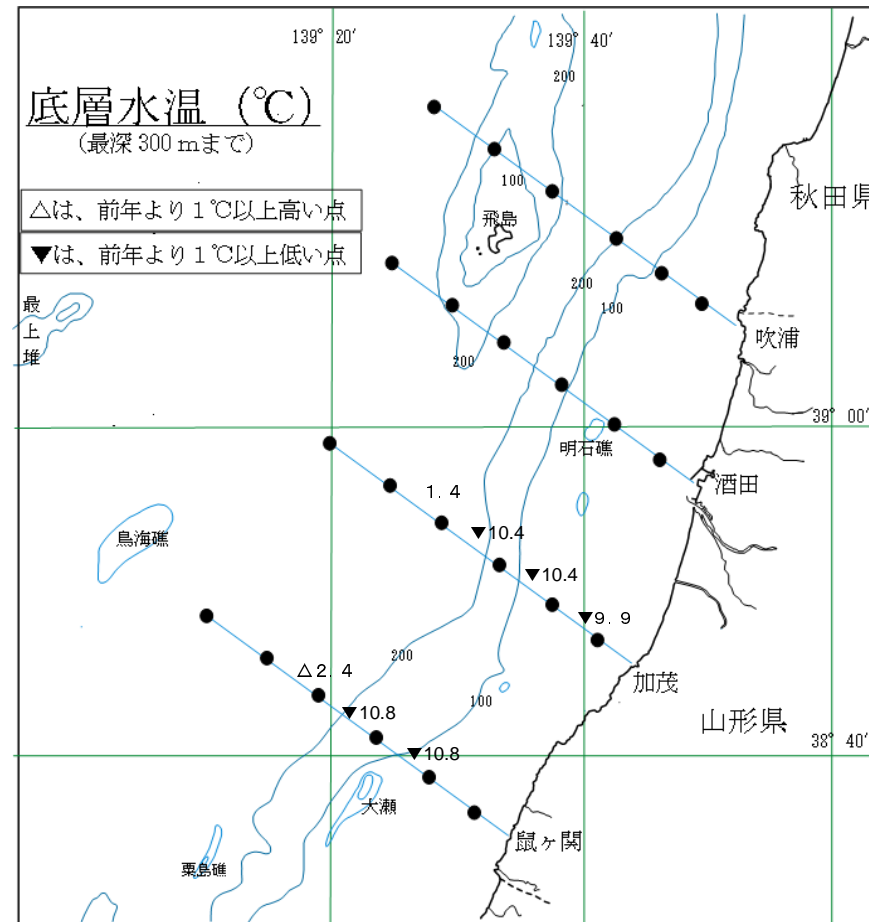 139° 20′
139° 40′
底層水温 (℃)
(最深300ｍまで)
200
100
秋田県
△は、前年より１℃以上高い点
飛島
▼は、前年より１℃以上低い点
200
100
最上堆
吹浦
200
39° 00′
明石礁
酒田
1．4
▼10.4
鳥海礁
▼10.4
▼9．9
200
△2．4
加茂
100
▼10.8
山形県
38° 40′
▼10.8
大瀬
鼠ヶ関
粟島礁